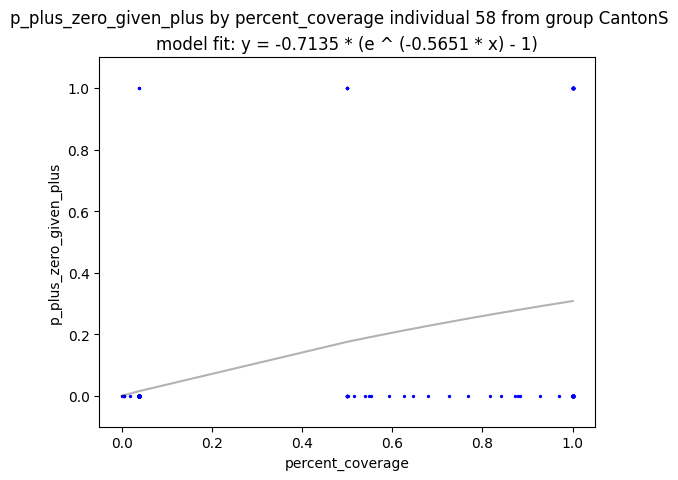 p_plus_zero_given_plus by percent_coverage individual 58 from group CantonS
model fit: y = -0.7135 * (e ^ (-0.5651 * x) - 1)
1.0
0.8
0.6
0.4
0.2
0.0
p_plus_zero_given_plus
0.0 0.2 0.4 0.6 0.8 1.0
percent_coverage